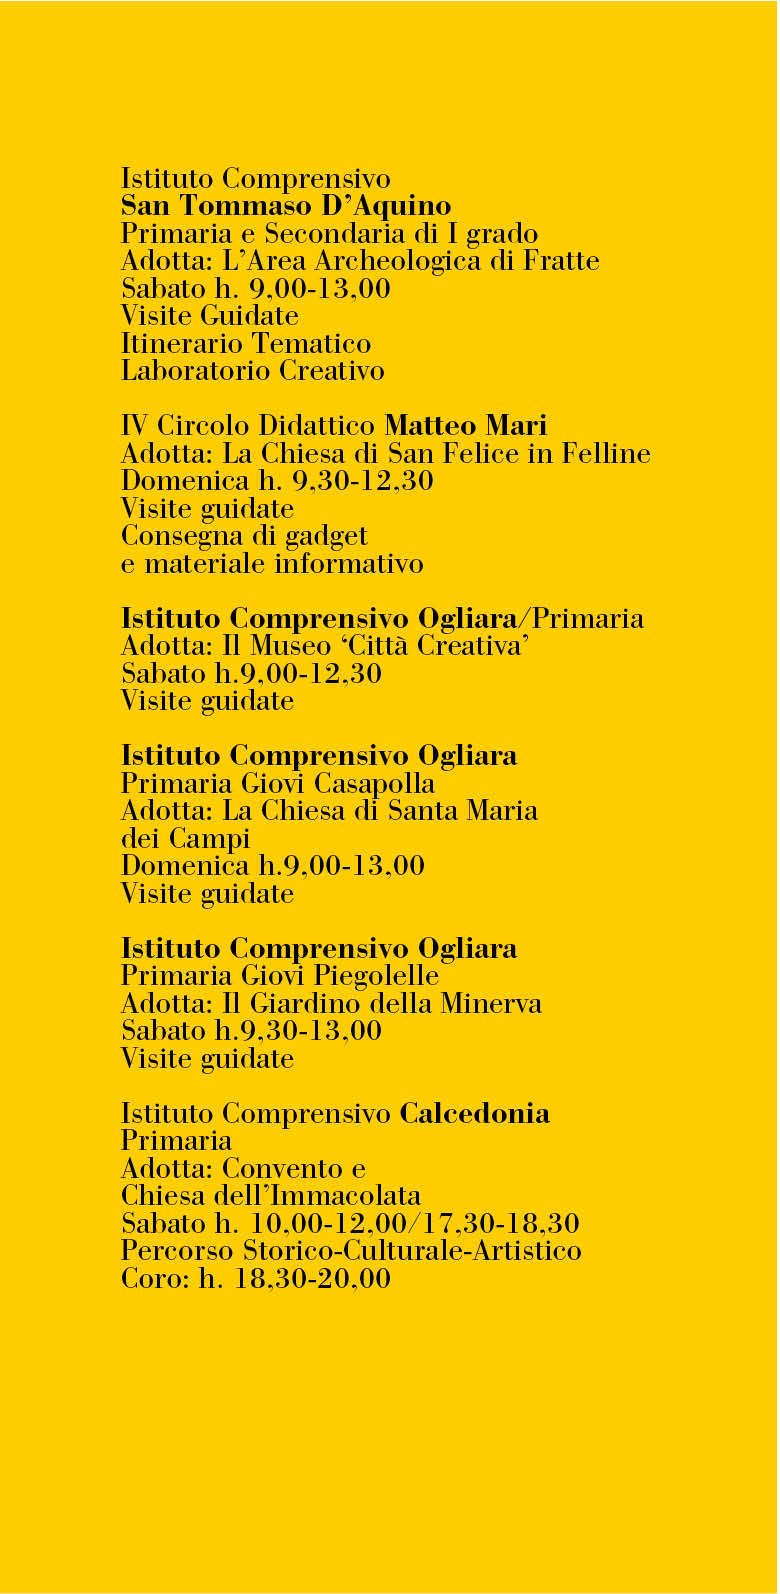 Istituto Comprensivo
San Tommaso D’Aquino
Primaria e Secondaria di I grado
Adotta: L’Area Archeologica di Fratte
Sabato h. 9,00-13,00
Visite Guidate
Itinerario Tematico
Laboratorio Creativo
IV Circolo Didattico Matteo Mari
Adotta: La Chiesa di San Felice in Felline
Domenica h. 9,30-12,30
Visite guidate
Consegna di gadget
e materiale informativo
Istituto Comprensivo Ogliara/Primaria
Adotta: Il Museo ‘Città Creativa’
Sabato h.9,00-12,30
Visite guidate
Istituto Comprensivo Ogliara
Primaria Giovi Casapolla
Adotta: La Chiesa di Santa Maria
dei Campi
Domenica h.9,00-13,00
Visite guidate
Istituto Comprensivo Ogliara
Primaria Giovi Piegolelle
Adotta: Il Giardino della Minerva
Sabato h.9,30-13,00
Visite guidate
Istituto Comprensivo Calcedonia
Primaria
Adotta: Convento e
Chiesa dell’Immacolata
Sabato h. 10,00-12,00/17,30-18,30
Percorso Storico-Culturale-Artistico
Coro: h. 18,30-20,00